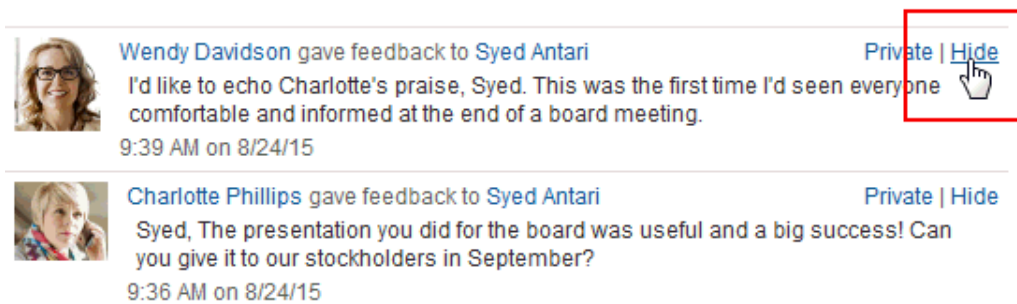 Wendy Davidson gave feedback to Syed Antari Private | Hide
I'd like to echo Charlotte's praise, Syed. This was the first time I'd seen everyone
comfortable and informed at the end of a board meeting.
9:39 AM on 8/24/15
Charlotte Phillips gave feedback to Syed Antari Private | Hide
Syed, The presentation you did for the board was useful and a big success! Can
you give it to our stockholders in September?
9:36 AM on 8/24/15